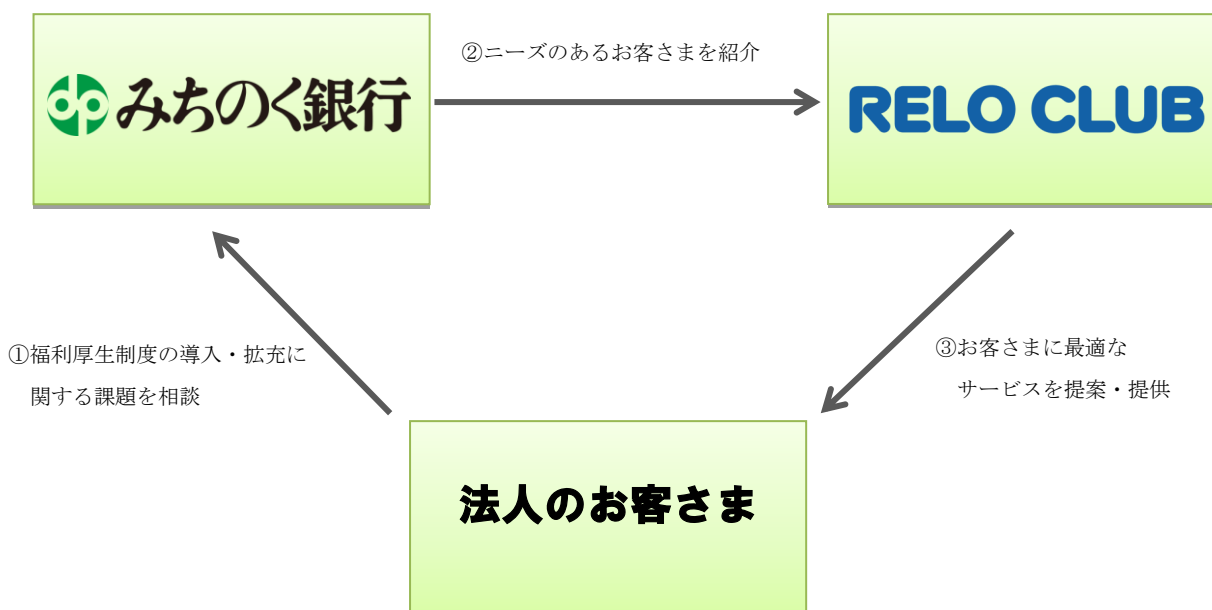 ②ニーズのあるお客さまを紹介
みちのく銀行
RELO CLUB
①福利厚生制度の導入・拡充に
関する課題を相談
③お客さまに最適な
サービスを提案・提供
法人のお客さま